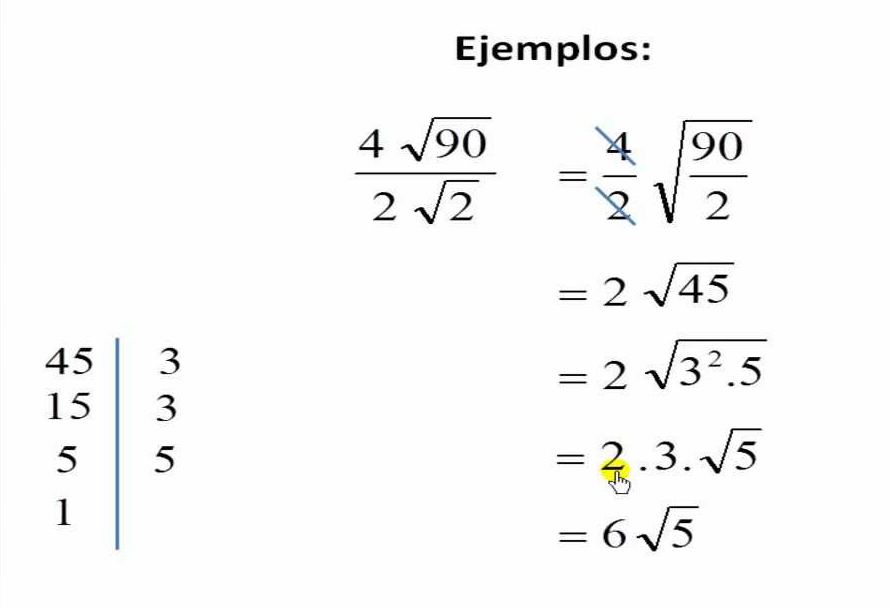 Ejemplos:
4 √90 / 2 √2 = 4/2 √(90/2)
= 2 √45
= 2 √(3².5)
= 2 . 3 . √5
= 6 √5
45 | 3
15 | 3
5 | 5
1 |